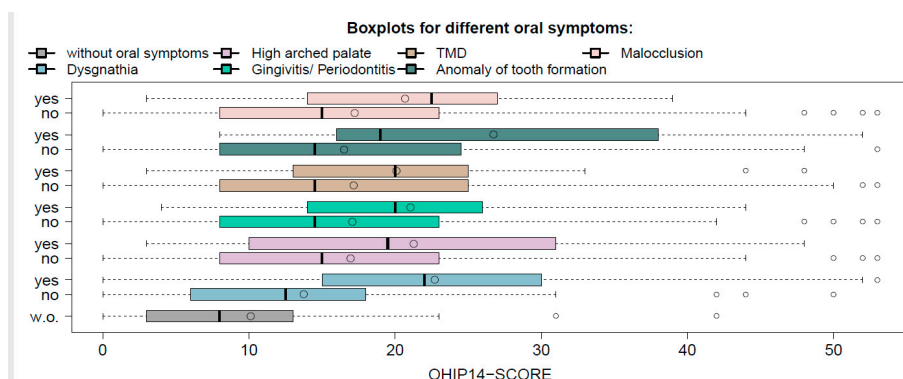 Boxplots for different oral symptoms:
without oral symptoms High arched palate TMD Malocclusion
Dysgnathia Gingivitis/ Periodontitis Anomaly of tooth formation
yes
no
yes
no
yes
no
yes
no
yes
no
yes
no
w.o.
0 10 20 30 40 50
OHIP14−SCORE